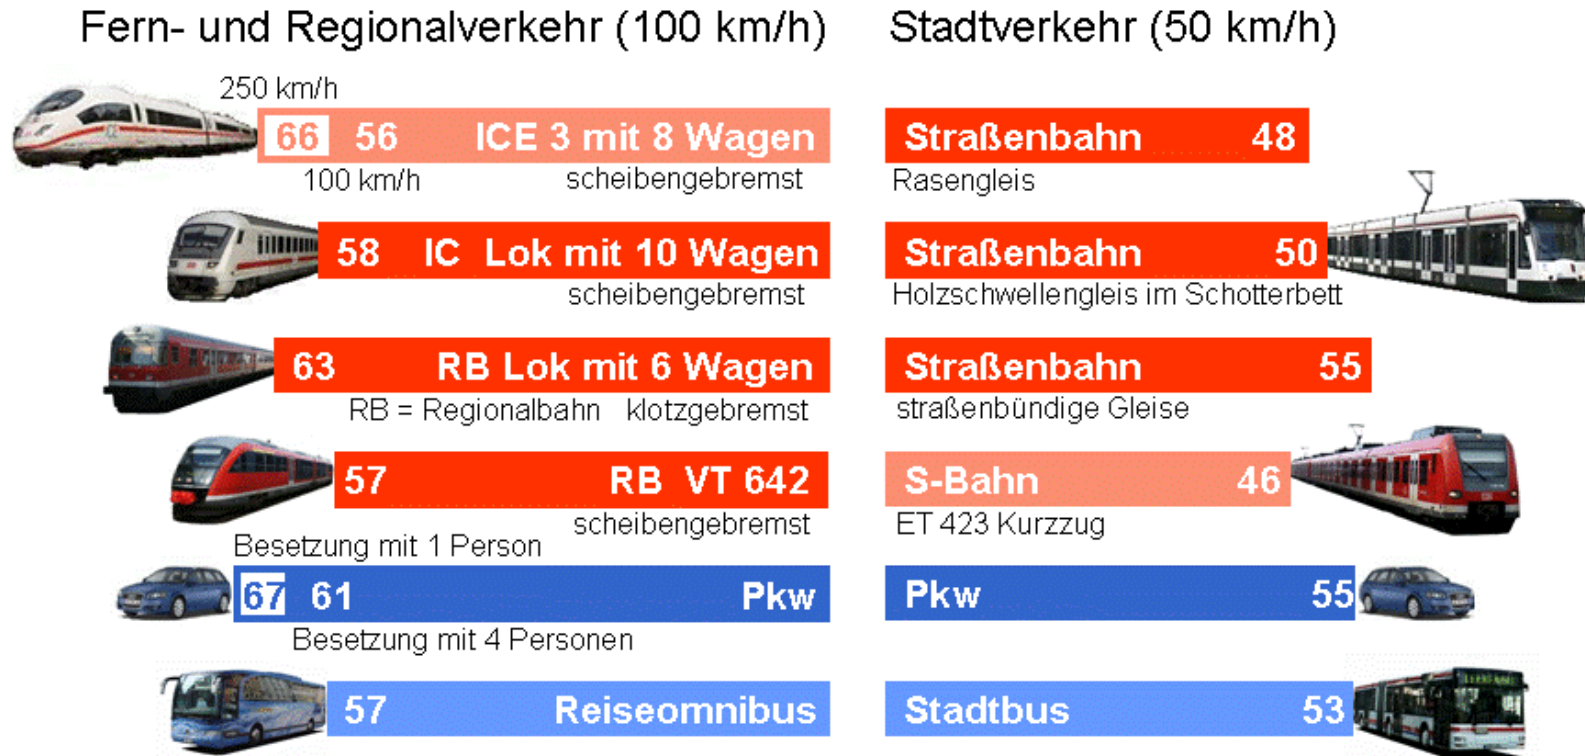 Fern- und Regionalverkehr (100 km/h)
250 km/h
66 56 ICE 3 mit 8 Wagen
100 km/h scheibengebremst
58 IC Lok mit 10 Wagen
scheibengebremst
63 RB Lok mit 6 Wagen
RB = Regionalbahn klotzgebremst
57 RB VT 642
scheibengebremst
Besetzung mit 1 Person
67 61 Pkw
Besetzung mit 4 Personen
57 Reiseomnibus
Stadtverkehr (50 km/h)
Straßenbahn 48
Rasengleis
Straßenbahn 50
Holzschwellengleis im Schotterbett
Straßenbahn 55
straßenbündige Gleise
S-Bahn 46
ET 423 Kurzzug
Pkw 55
Stadtbus 53